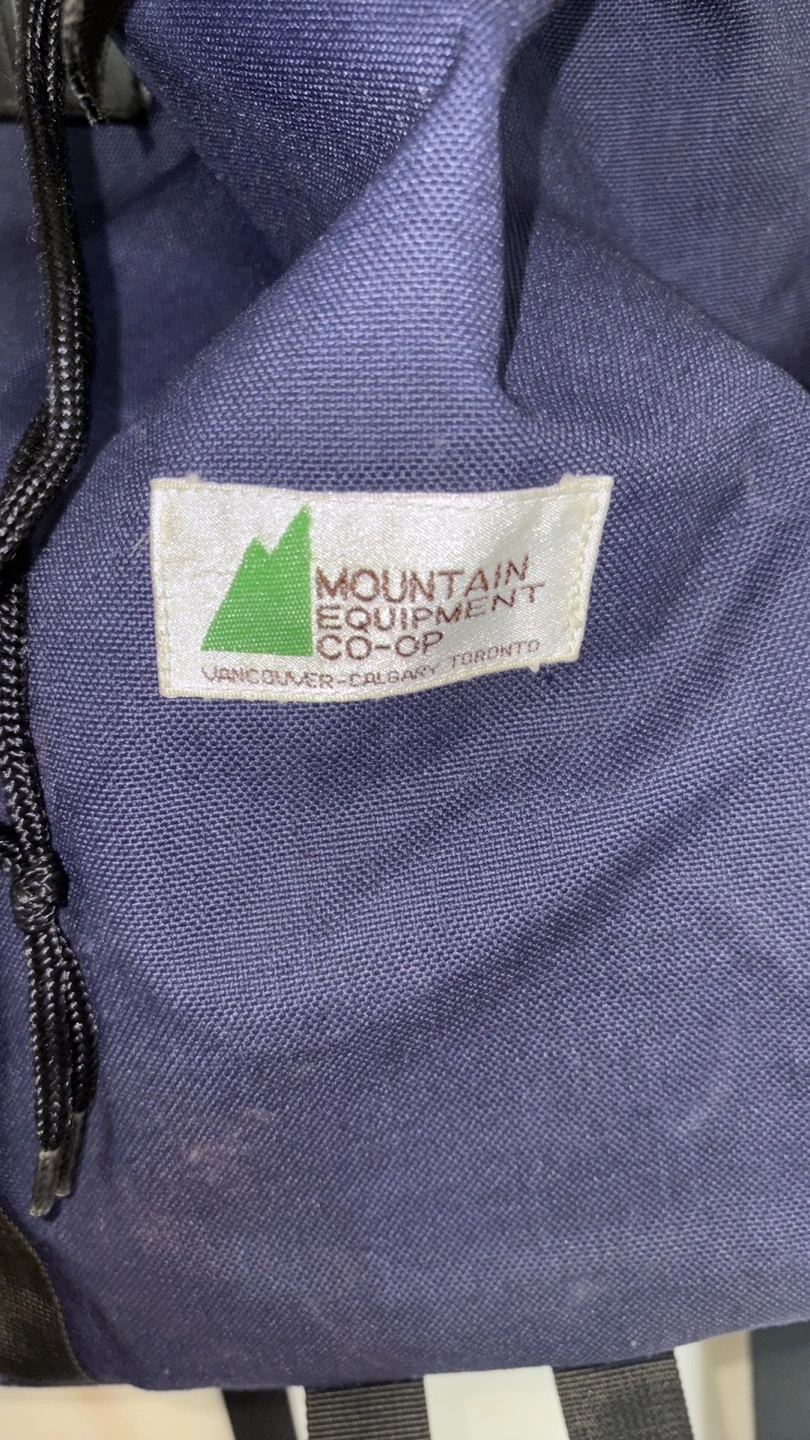 MOUNTAIN
EQUIPMENT
CO-OP
VANCOUVER-CALGARY TORONTO